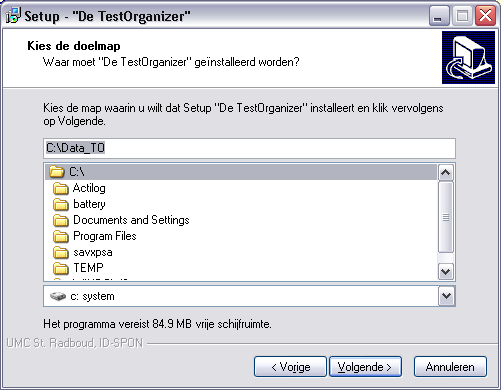 Setup - "De TestOrganizer"
Kies de doelmap
Waar moet "De TestOrganizer" geïnstalleerd worden?
Kies de map waarin u wilt dat Setup "De TestOrganizer" installeert en klik vervolgens
op Volgende.
C:\Data_TO
C:\
Actilog
battery
Documents and Settings
Program Files
savxpsa
TEMP
c: system
Het programma vereist 84.9 MB vrije schijfruimte.
UMC St. Radboud, ID-SPON
< Vorige
Volgende >
Annuleren